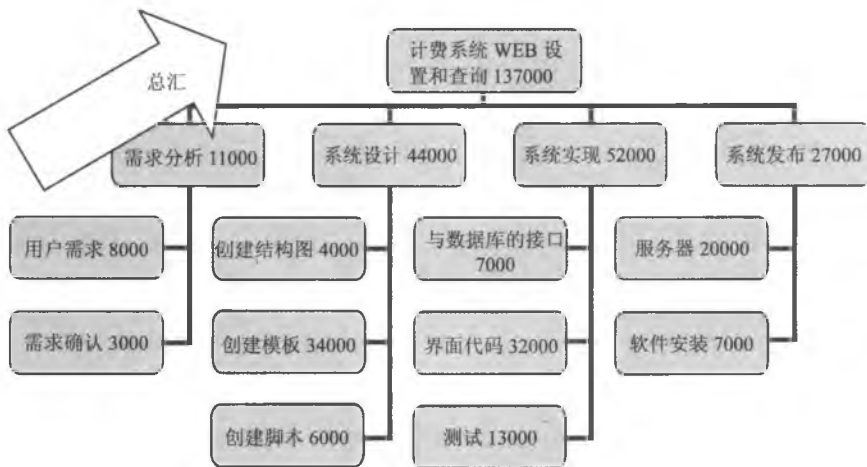 计费系统 WEB 设
置和查询 137000
总汇
需求分析 11000
系统设计 44000
系统实现 52000
系统发布 27000
用户需求 8000
创建结构图 4000
与数据库的接口
7000
服务器 20000
需求确认 3000
创建模板 34000
界面代码 32000
软件安装 7000
创建脚木 6000
测试 13000